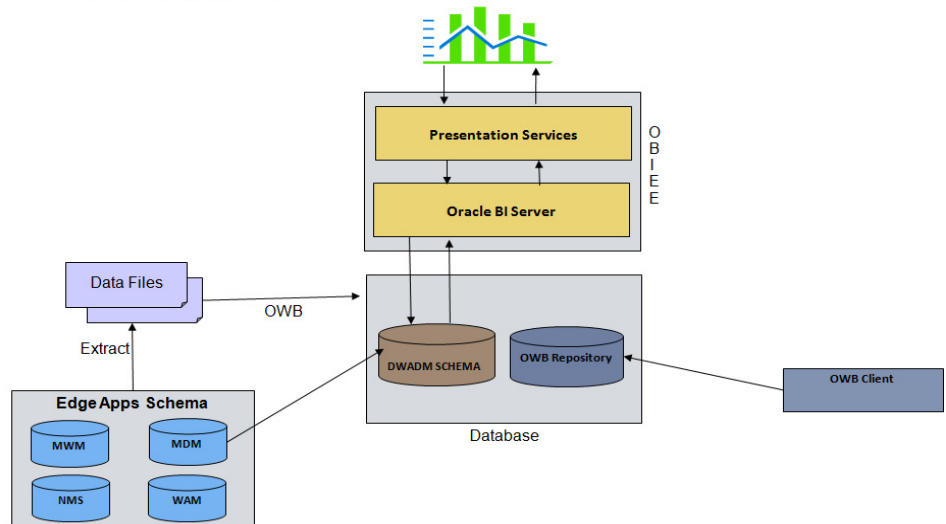 Presentation Services
O
B
I
E
E
Oracle BI Server
Data Files
OWB
Extract
DWADM SCHEMA
OWB Repository
OWB Client
Edge Apps Schema
Database
MWM
MDM
NMS
WAM